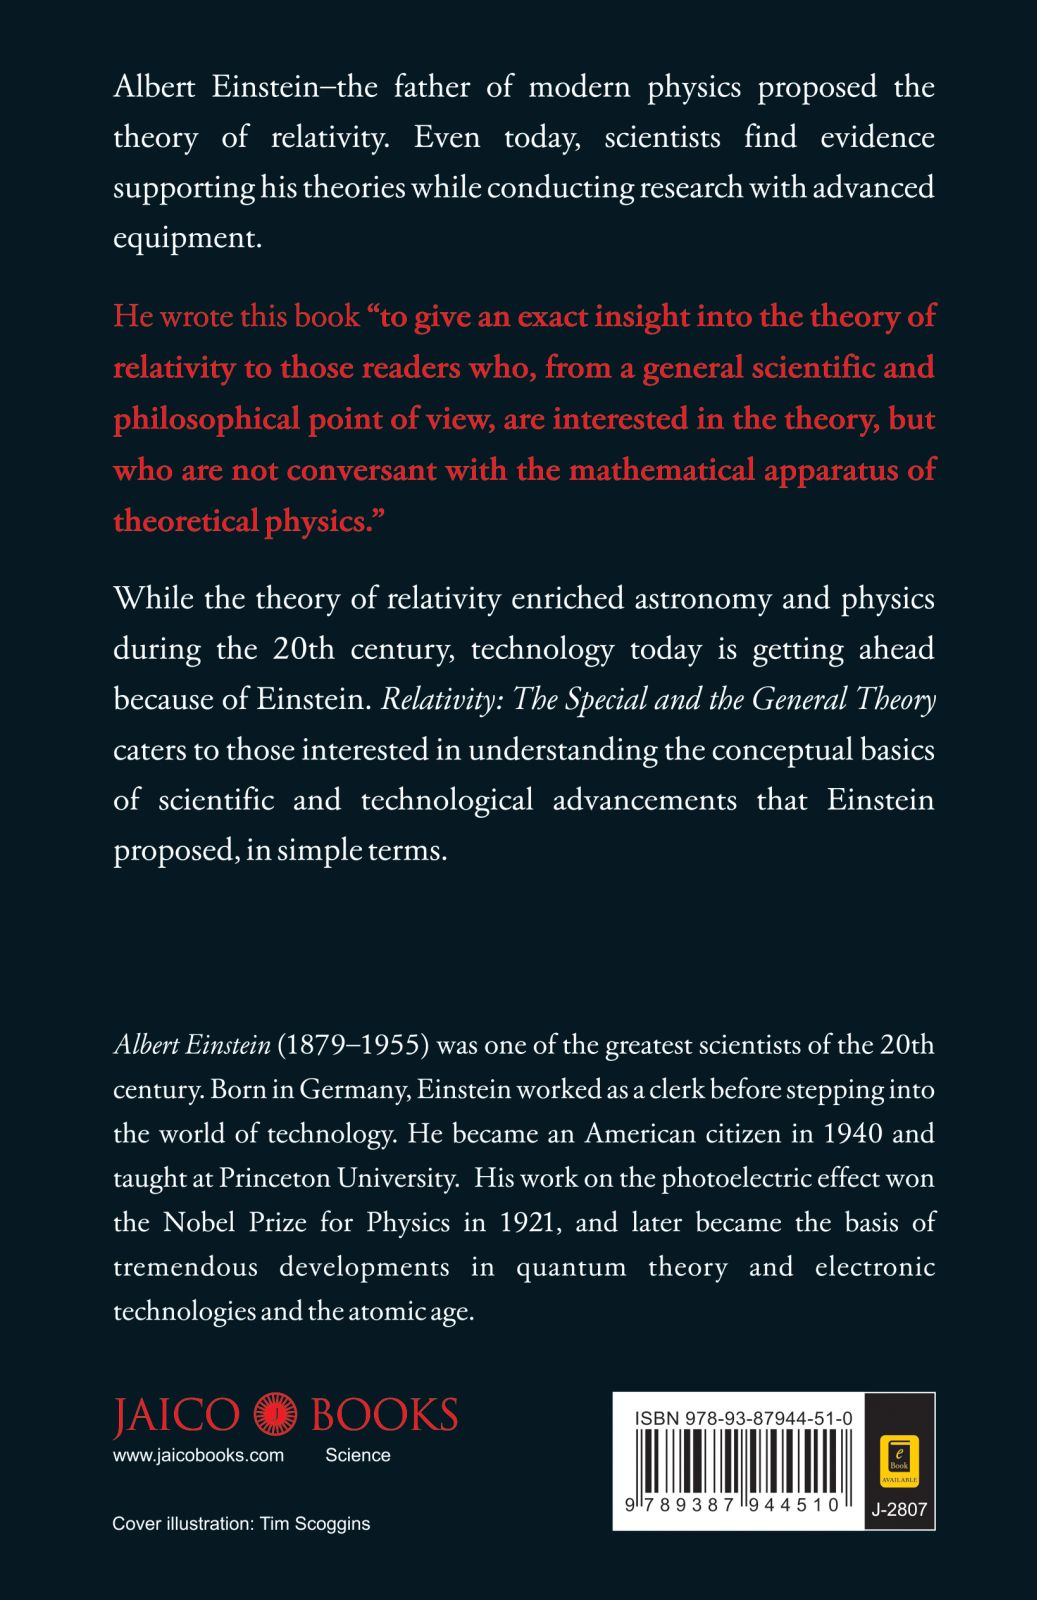 Albert Einstein–the father of modern physics proposed the
theory of relativity. Even today, scientists find evidence
supporting his theories while conducting research with advanced
equipment.
He wrote this book “to give an exact insight into the theory of
relativity to those readers who, from a general scientific and
philosophical point of view, are interested in the theory, but
who are not conversant with the mathematical apparatus of
theoretical physics.”
While the theory of relativity enriched astronomy and physics
during the 20th century, technology today is getting ahead
because of Einstein. Relativity: The Special and the General Theory
caters to those interested in understanding the conceptual basics
of scientific and technological advancements that Einstein
proposed, in simple terms.
Albert Einstein (1879–1955) was one of the greatest scientists of the 20th
century. Born in Germany, Einstein worked as a clerk before stepping into
the world of technology. He became an American citizen in 1940 and
taught at Princeton University. His work on the photoelectric effect won
the Nobel Prize for Physics in 1921, and later became the basis of
tremendous developments in quantum theory and electronic
technologies and the atomic age.
JAICO J BOOKS
www.jaicobooks.com Science
Cover illustration: Tim Scoggins
ISBN 978-93-87944-51-0
9 789387 944510
e
Book
AVAILABLE
J-2807